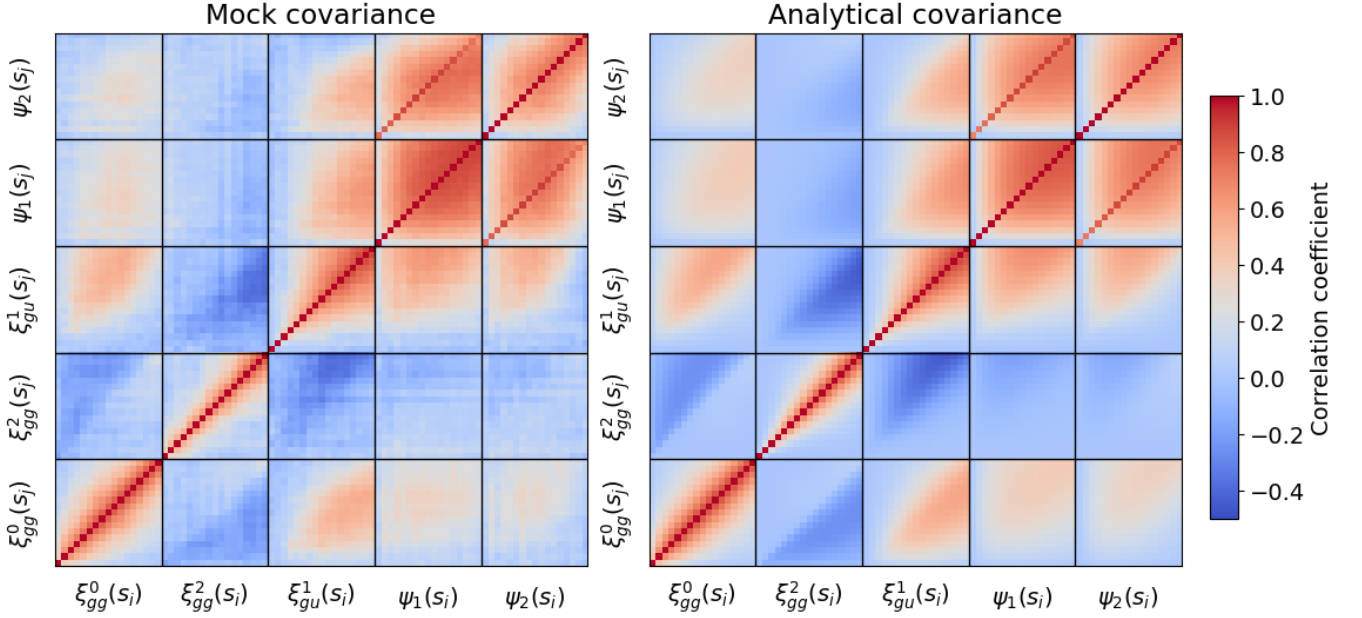 Mock covariance
Analytical covariance
ψ₂(sⱼ)
ψ₁(sⱼ)
ξ¹gu(sⱼ)
ξ²gg(sⱼ)
ξ⁰gg(sⱼ)
ξ⁰gg(sᵢ) ξ²gg(sᵢ) ξ¹gu(sᵢ) ψ₁(sᵢ) ψ₂(sᵢ)
ψ₂(sⱼ)
ψ₁(sⱼ)
ξ¹gu(sⱼ)
ξ²gg(sⱼ)
ξ⁰gg(sⱼ)
ξ⁰gg(sᵢ) ξ²gg(sᵢ) ξ¹gu(sᵢ) ψ₁(sᵢ) ψ₂(sᵢ)
1.0
0.8
0.6
0.4
0.2
0.0
−0.2
−0.4
Correlation coefficient